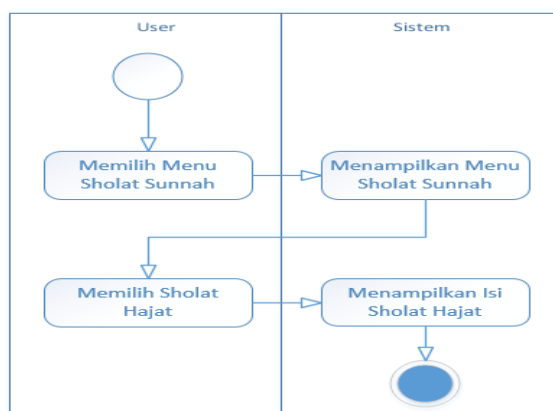 User
Sistem
Memilih Menu
Sholat Sunnah
Menampilkan Menu
Sholat Sunnah
Memilih Sholat
Hajat
Menampilkan Isi
Sholat Hajat